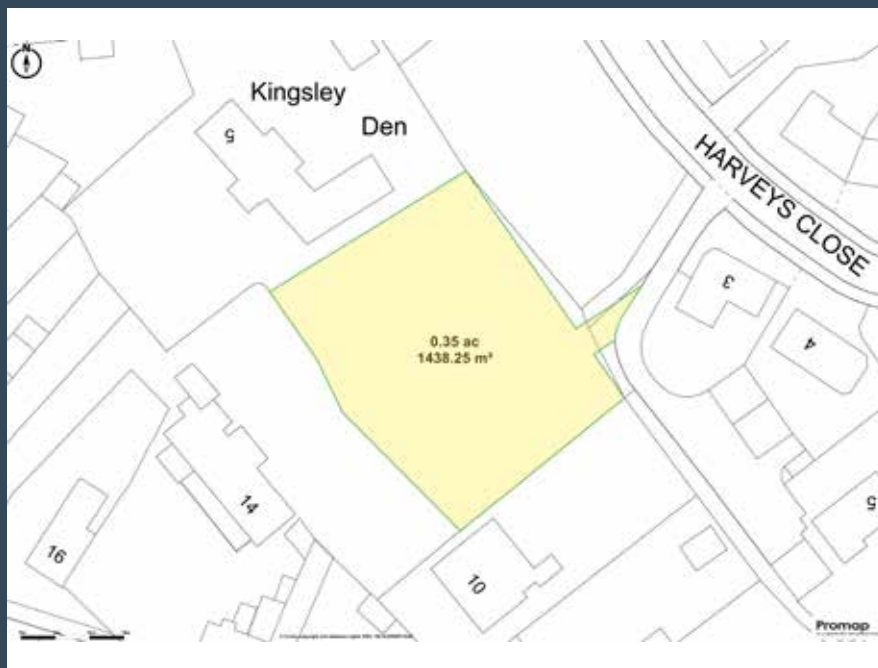 N
Kingsley
Den
5
HARVEYS CLOSE
3
4
0.35 ac
1438.25 m²
14
16
10
5
Promap